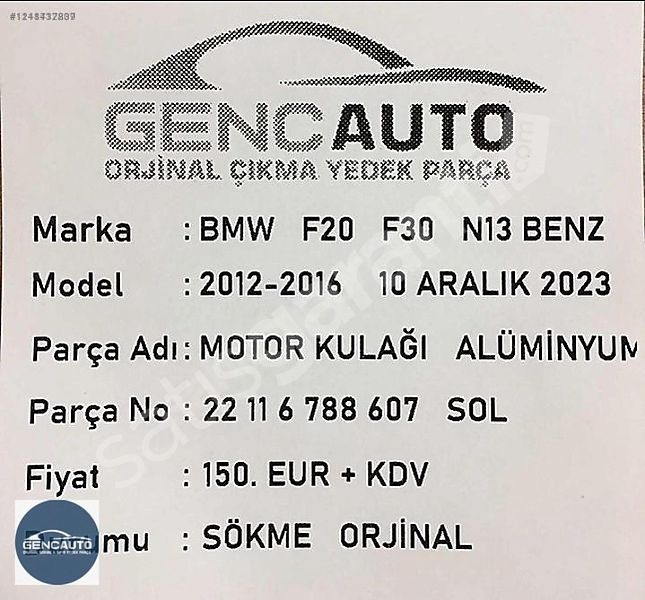 GENCAUTO
ORJİNAL ÇIKMA YEDEK PARÇA
Marka : BMW F20 F30 N13 BENZ
Model : 2012-2016 10 ARALIK 2023
Parça Adı : MOTOR KULAĞI ALÜMİNYUM
Parça No : 22 11 6 788 607 SOL
Fiyat : 150. EUR + KDV
GENCAUTO
: SÖKME ORJİNAL